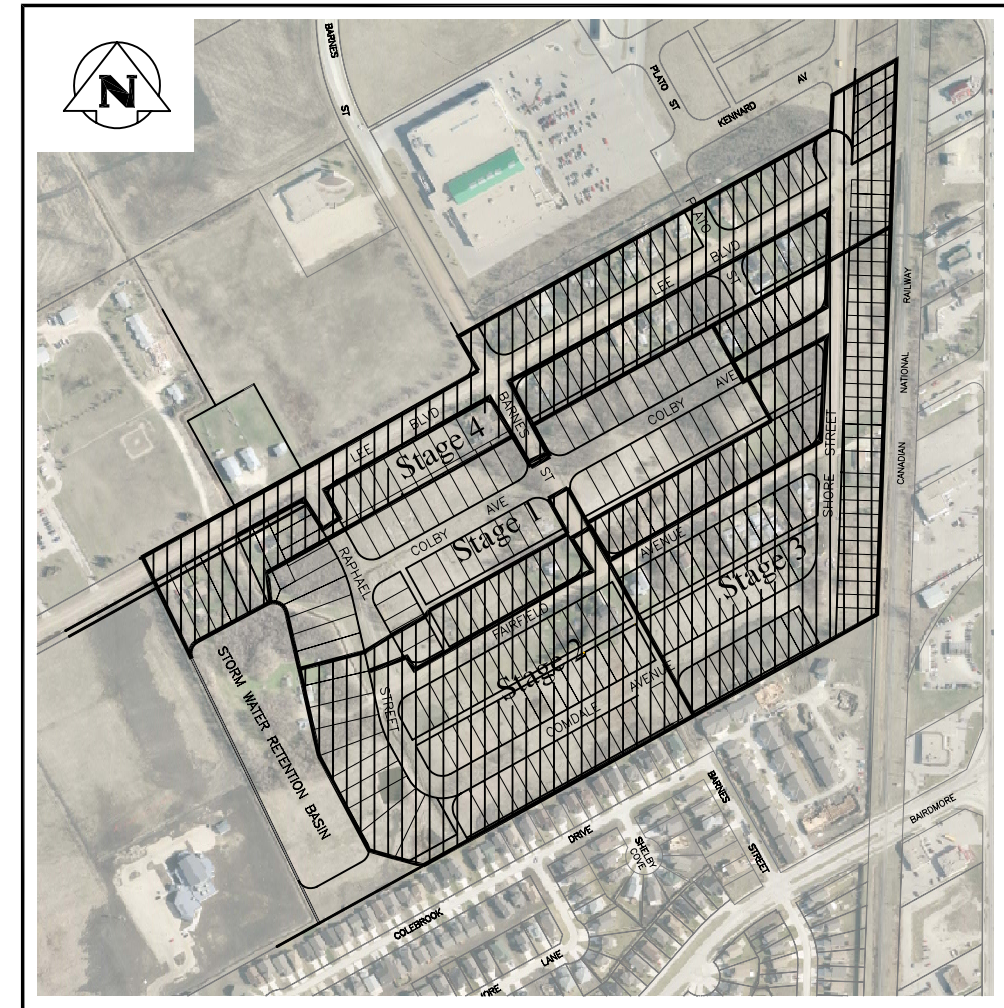 N
BARNES ST
PLATO ST
KENNARD AV
PLATO ST
LEE BLVD
RAILWAY
NATIONAL
CANADIAN
LEE BLVD
BARNES ST
COLBY AVE
Stage 4
COLBY AVE
Stage 1
SHORE STREET
RAPHAEL STREET
AVENUE
Stage 3
FAIRFIELD
Stage 2
COMDALE AVENUE
STORM WATER RETENTION BASIN
BARNES STREET
BAIRDMORE
DRIVE
SHELBY COVE
COLEBROOK
LANE